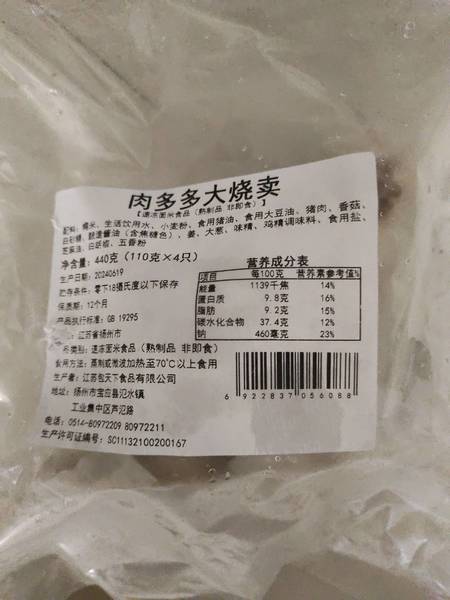 肉多多大烧卖
【速冻面米食品（熟制品 非即食）】
配料：糯米、生活饮用水、小麦粉、食用猪油、食用大豆油、猪肉、香菇、
白砂糖、酿造酱油（含焦糖色）、姜、大葱、味精、鸡精调味料、食用盐、
芝麻油、白胡椒、五香粉
净含量：440克（110克×4只）
生产日期：20240619
贮存条件：零下18摄氏度以下保存
保质期：12个月
产品执行标准：GB 19295
江苏省扬州市
品类别：速冻面米食品（熟制品 非即食）
食用方法：蒸制或微波加热至70℃以上食用
生产者：江苏包天下食品有限公司
地址：扬州市宝应县氾水镇
工业集中区芦氾路
电话：0514-80972209 80972211
生产许可证编号：SC11132100200167
营养成分表
项目 每100克 营养素参考值%
能量 1139千焦 14%
蛋白质 9.8克 16%
脂肪 9.2克 15%
碳水化合物 37.4克 12%
钠 460毫克 23%
6 922837 056088